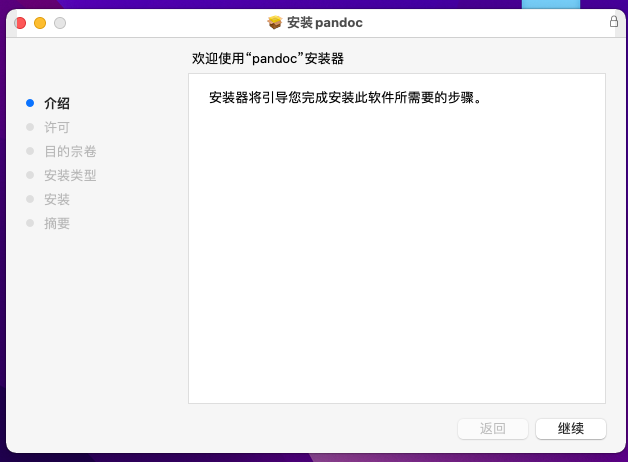 安装 pandoc
欢迎使用“pandoc”安装器
介绍
许可
目的宗卷
安装类型
安装
摘要
安装器将引导您完成安装此软件所需要的步骤。
返回
继续